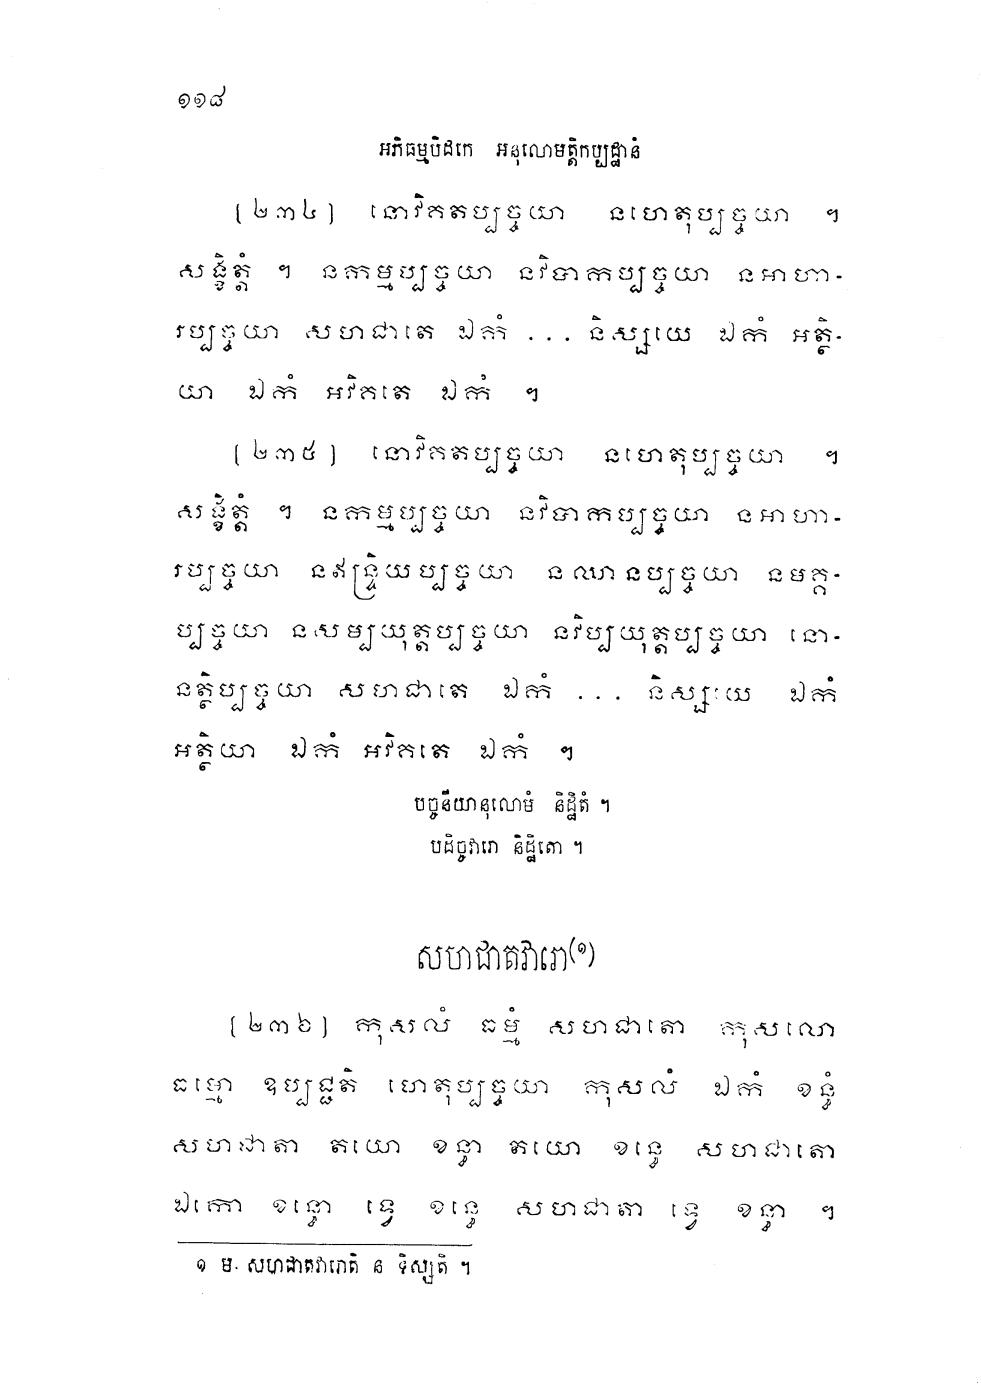 ១១៨
អភិធម្មបិដកេ អនុលោមត្តិកប្បដ្ឋានំ
[២៣៤] នោវិគតប្បច្ចយា នហេតុប្បច្ចយា ។
សង្ខិត្តំ ។ នកម្មប្បច្ចយា នវិបាកប្បច្ចយា នអាហា-
រប្បច្ចយា សហជាតេ ឯកំ ... និស្សយេ ឯកំ អត្ថិ-
យា ឯកំ អវិគតេ ឯកំ ។
[២៣៥] នោវិគតប្បច្ចយា នហេតុប្បច្ចយា ។
សង្ខិត្តំ ។ នកម្មប្បច្ចយា នវិបាកប្បច្ចយា នអាហា-
រប្បច្ចយា នឥន្ទ្រិយប្បច្ចយា នឈានប្បច្ចយា នមគ្គ-
ប្បច្ចយា នសម្បយុត្តប្បច្ចយា នវិប្បយុត្តប្បច្ចយា នោ-
នត្ថិប្បច្ចយា សហជាតេ ឯកំ ... និស្សយេ ឯកំ
អត្ថិយា ឯកំ អវិគតេ ឯកំ ។
បច្ចនីយានុលោមំ និដ្ឋិតំ ។
បដិច្ចវារោ និដ្ឋិតោ ។
សហជាតវារោ(១)
[២៣៦] កុសលំ ធម្មំ សហជាតោ កុសលោ
ធម្មោ ឧប្បជ្ជតិ ហេតុប្បច្ចយា កុសលំ ឯកំ ខន្ធំ
សហជាតា តយោ ខន្ធា តយោ ខន្ធេ សហជាតោ
ឯកោ ខន្ធោ ទ្វេ ខន្ធេ សហជាតា ទ្វេ ខន្ធា ។
១ ម. សហជាតវារោតិ ន ទិស្សតិ ។